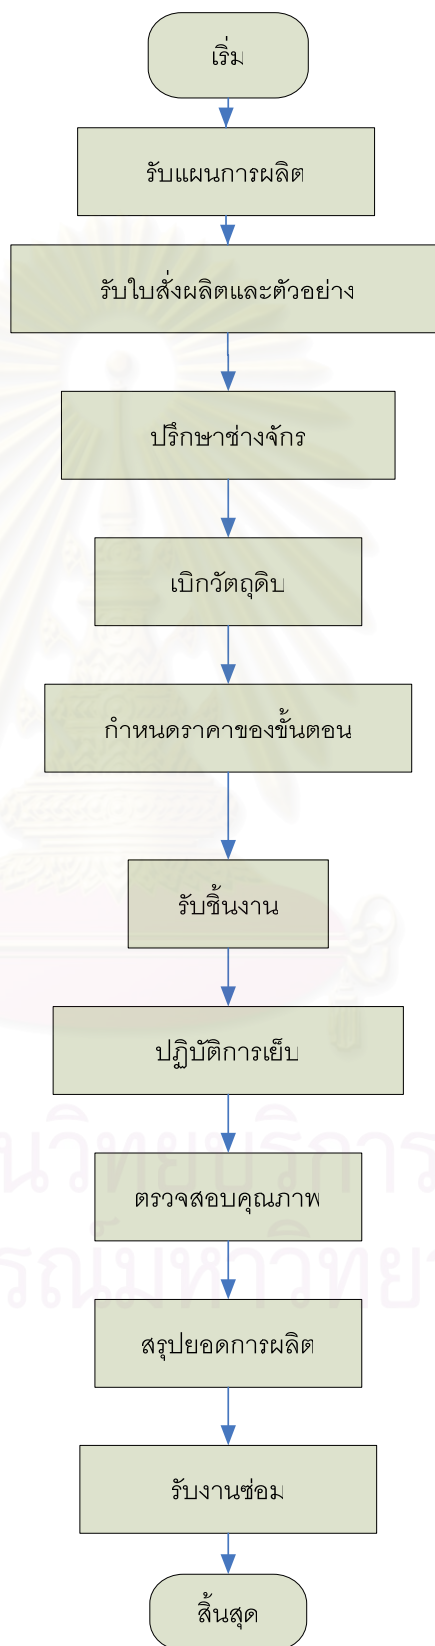 เริ่ม
รับแผนการผลิต
รับใบสั่งผลิตและตัวอย่าง
ปรึกษาช่างจักร
เบิกวัตถุดิบ
กำหนดราคาของขั้นตอน
รับชิ้นงาน
ปฏิบัติการเย็บ
ตรวจสอบคุณภาพ
สรุปยอดการผลิต
รับงานซ่อม
สิ้นสุด